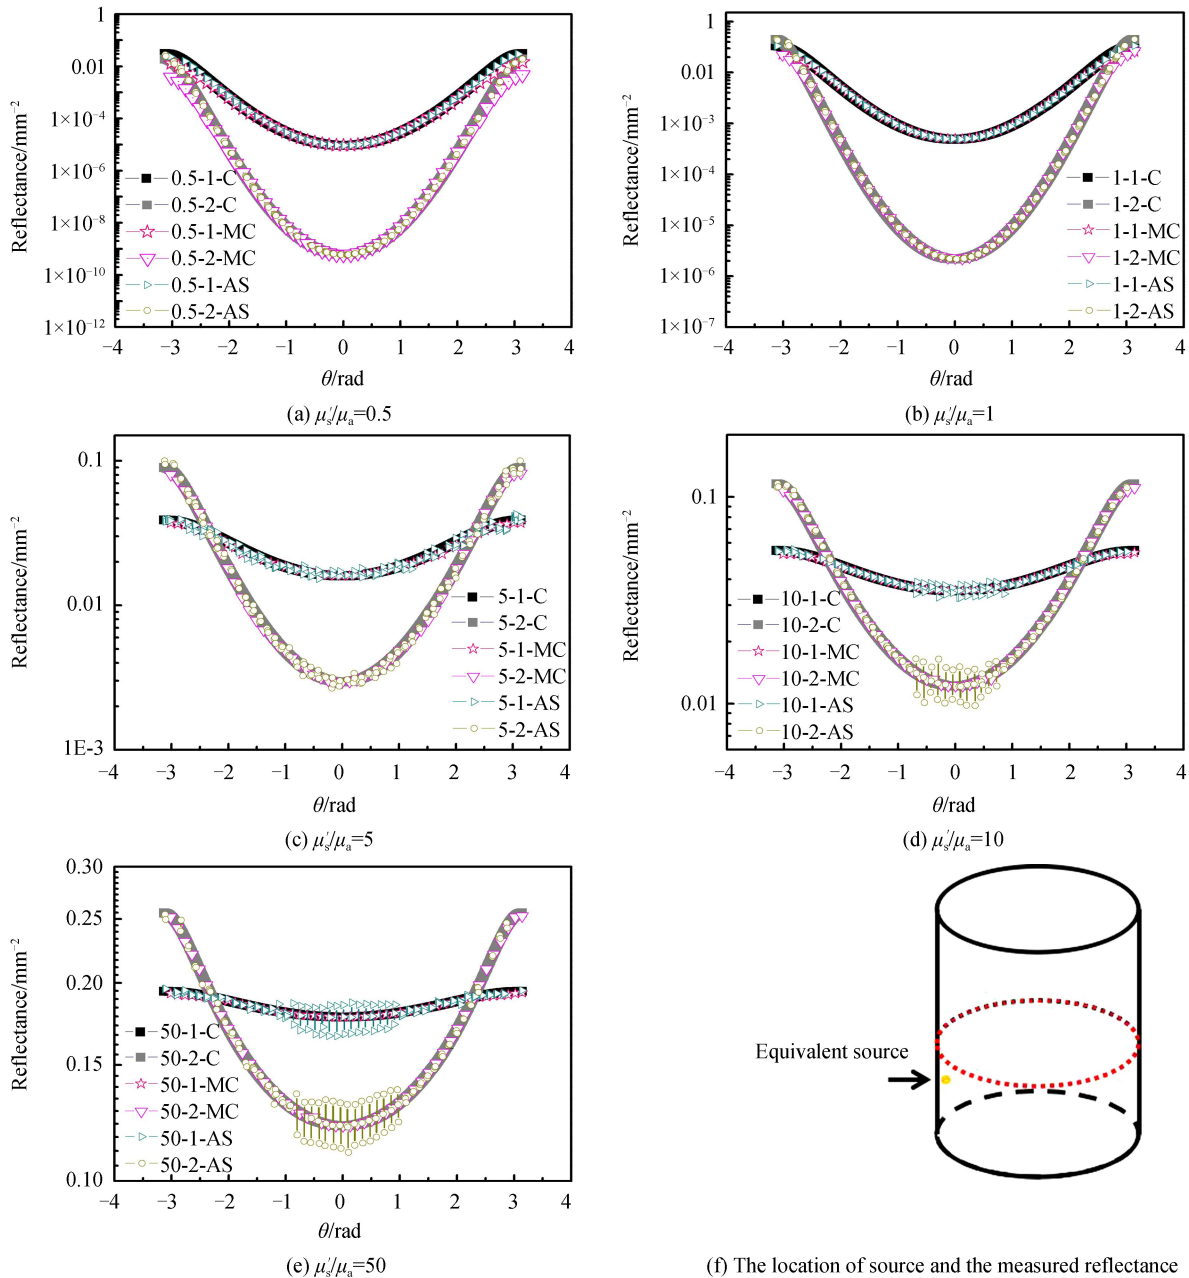 1
0.01
1×10⁻⁴
1×10⁻⁶
1×10⁻⁸
1×10⁻¹⁰
1×10⁻¹²
Reflectance/mm⁻²
0.5-1-C
0.5-2-C
0.5-1-MC
0.5-2-MC
0.5-1-AS
0.5-2-AS
−4 −3 −2 −1 0 1 2 3 4
θ/rad
(a) μ′s/μa=0.5
1
0.1
0.01
1×10⁻³
1×10⁻⁴
1×10⁻⁵
1×10⁻⁶
1×10⁻⁷
Reflectance/mm⁻²
1-1-C
1-2-C
1-1-MC
1-2-MC
1-1-AS
1-2-AS
−4 −3 −2 −1 0 1 2 3 4
θ/rad
(b) μ′s/μa=1
0.1
0.01
1E-3
Reflectance/mm⁻²
5-1-C
5-2-C
5-1-MC
5-2-MC
5-1-AS
5-2-AS
−4 −3 −2 −1 0 1 2 3 4
θ/rad
(c) μ′s/μa=5
0.1
0.01
Reflectance/mm⁻²
10-1-C
10-2-C
10-1-MC
10-2-MC
10-1-AS
10-2-AS
−4 −3 −2 −1 0 1 2 3 4
θ/rad
(d) μ′s/μa=10
0.30
0.25
0.20
0.15
0.10
Reflectance/mm⁻²
50-1-C
50-2-C
50-1-MC
50-2-MC
50-1-AS
50-2-AS
−4 −3 −2 −1 0 1 2 3 4
θ/rad
(e) μ′s/μa=50
Equivalent source
(f) The location of source and the measured reflectance